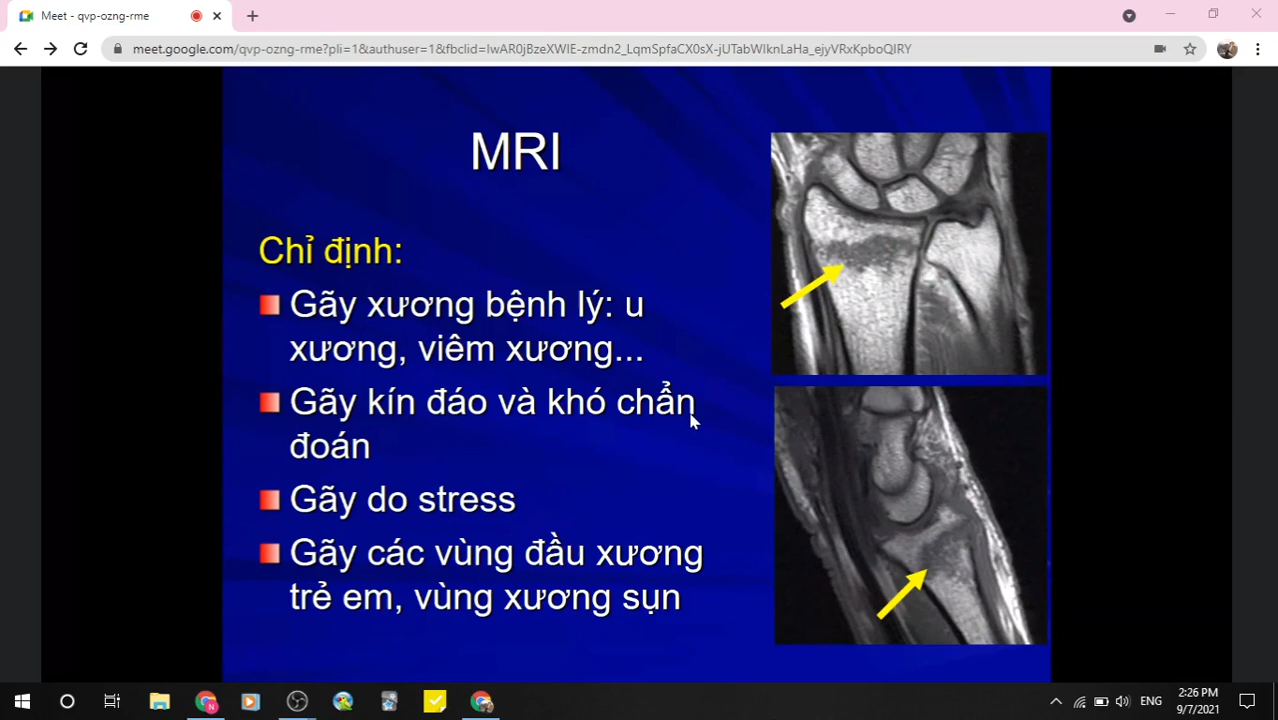 Meet - qvp-ozng-rme
meet.google.com/qvp-ozng-rme?pli=1&authuser=1&fbclid=IwAR0jBzeXWIE-zmdn2_LqmSpfaCX0sX-jUTabWIknLaHa_ejyVRxKpboQIRY
MRI
Chỉ định:
Gãy xương bệnh lý: u
xương, viêm xương...
Gãy kín đáo và khó chẩn
đoán
Gãy do stress
Gãy các vùng đầu xương
trẻ em, vùng xương sụn
ENG
2:26 PM
9/7/2021